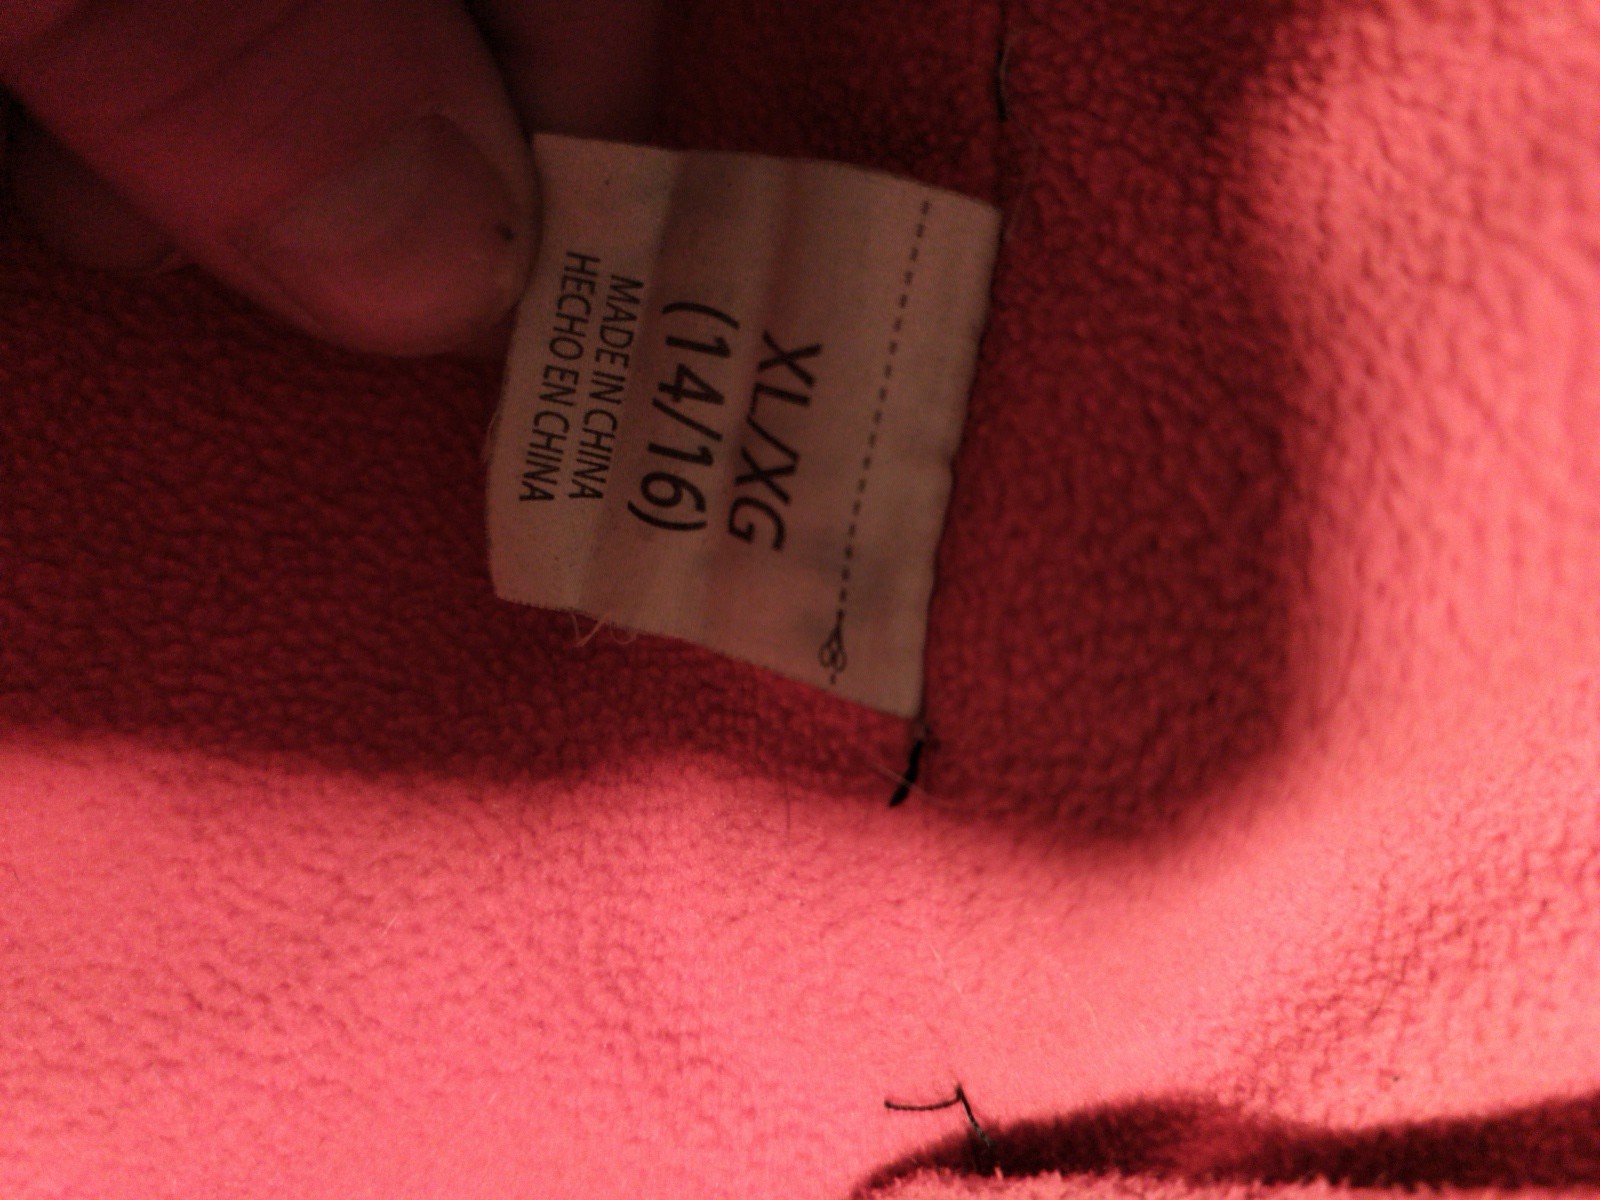 XL/XG
(14/16)
MADE IN CHINA
HECHO EN CHINA